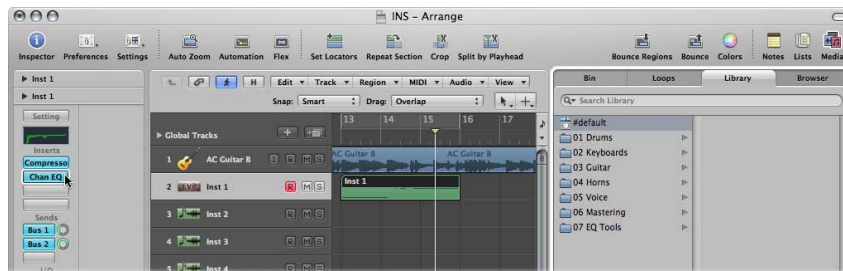 INS - Arrange
Inspector Preferences Settings Auto Zoom Automation Flex Set Locators Repeat Section Crop Split by Playhead Bounce Regions Bounce Colors Notes Lists Media
Inst 1
Inst 1
Setting
Inserts
Compresso
Chan EQ
Sends
Bus 1
Bus 2
I/O
H Edit Track Region MIDI Audio View
Snap: Smart Drag: Overlap
13 14 15 16 17
Global Tracks
1 AC Guitar B I R M S
AC Guitar B AC Guitar B
2 Inst 1 R M S
Inst 1
3 Inst 2 R M S
4 Inst 3 R M S
5 Inst 4 R M S
Bin Loops Library Browser
Search Library
#default
01 Drums
02 Keyboards
03 Guitar
04 Horns
05 Voice
06 Mastering
07 EQ Tools